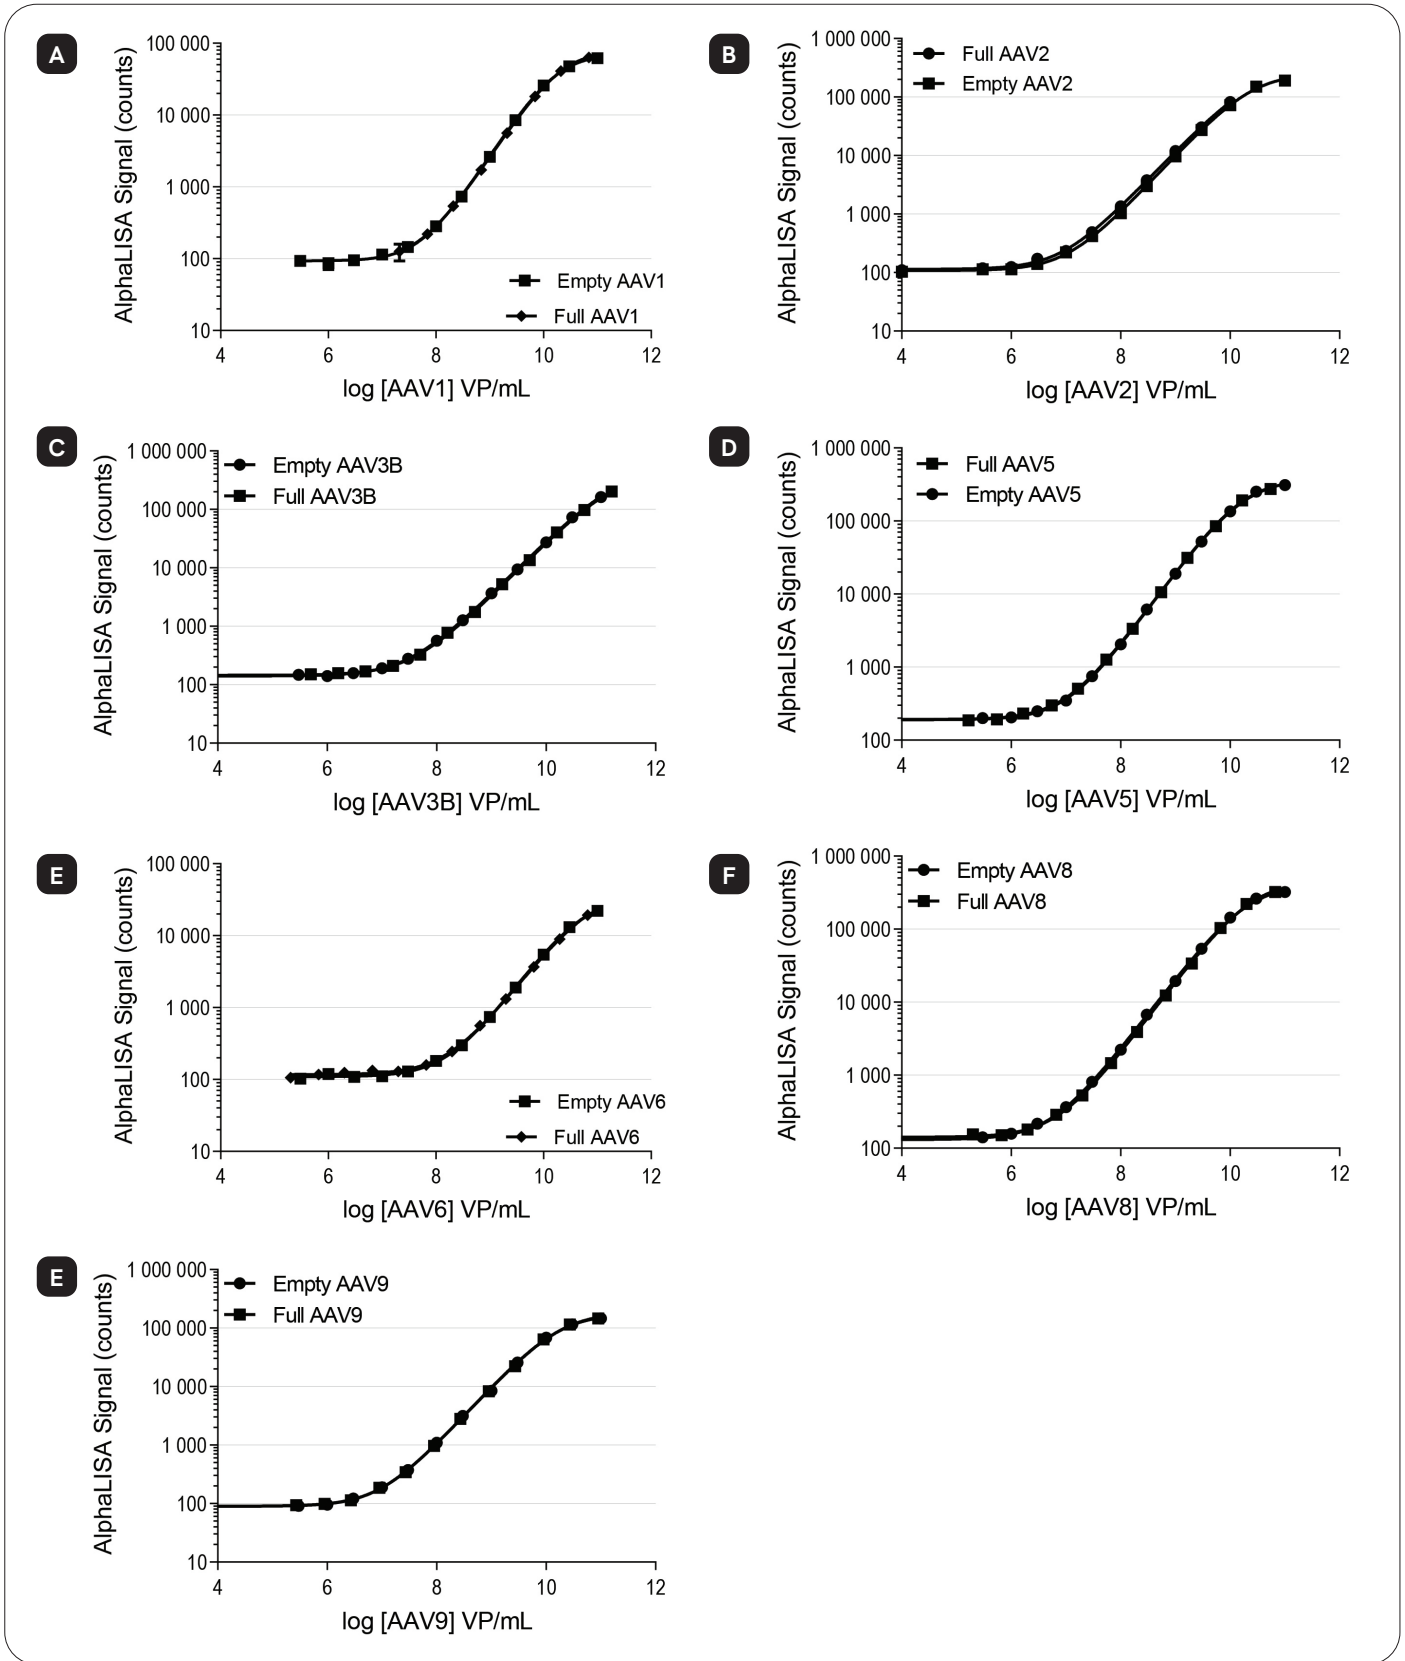 A
AlphaLISA Signal (counts)
100 000
10 000
1 000
100
10
Empty AAV1
Full AAV1
4 6 8 10 12
log [AAV1] VP/mL
B
AlphaLISA Signal (counts)
1 000 000
100 000
10 000
1 000
100
10
Full AAV2
Empty AAV2
4 6 8 10 12
log [AAV2] VP/mL
C
AlphaLISA Signal (counts)
1 000 000
100 000
10 000
1 000
100
10
Empty AAV3B
Full AAV3B
4 6 8 10 12
log [AAV3B] VP/mL
D
AlphaLISA Signal (counts)
1 000 000
100 000
10 000
1 000
100
Full AAV5
Empty AAV5
4 6 8 10 12
log [AAV5] VP/mL
E
AlphaLISA Signal (counts)
100 000
10 000
1 000
100
10
Empty AAV6
Full AAV6
4 6 8 10 12
log [AAV6] VP/mL
F
AlphaLISA Signal (counts)
1 000 000
100 000
10 000
1 000
100
Empty AAV8
Full AAV8
4 6 8 10 12
log [AAV8] VP/mL
E
AlphaLISA Signal (counts)
1 000 000
100 000
10 000
1 000
100
10
Empty AAV9
Full AAV9
4 6 8 10 12
log [AAV9] VP/mL